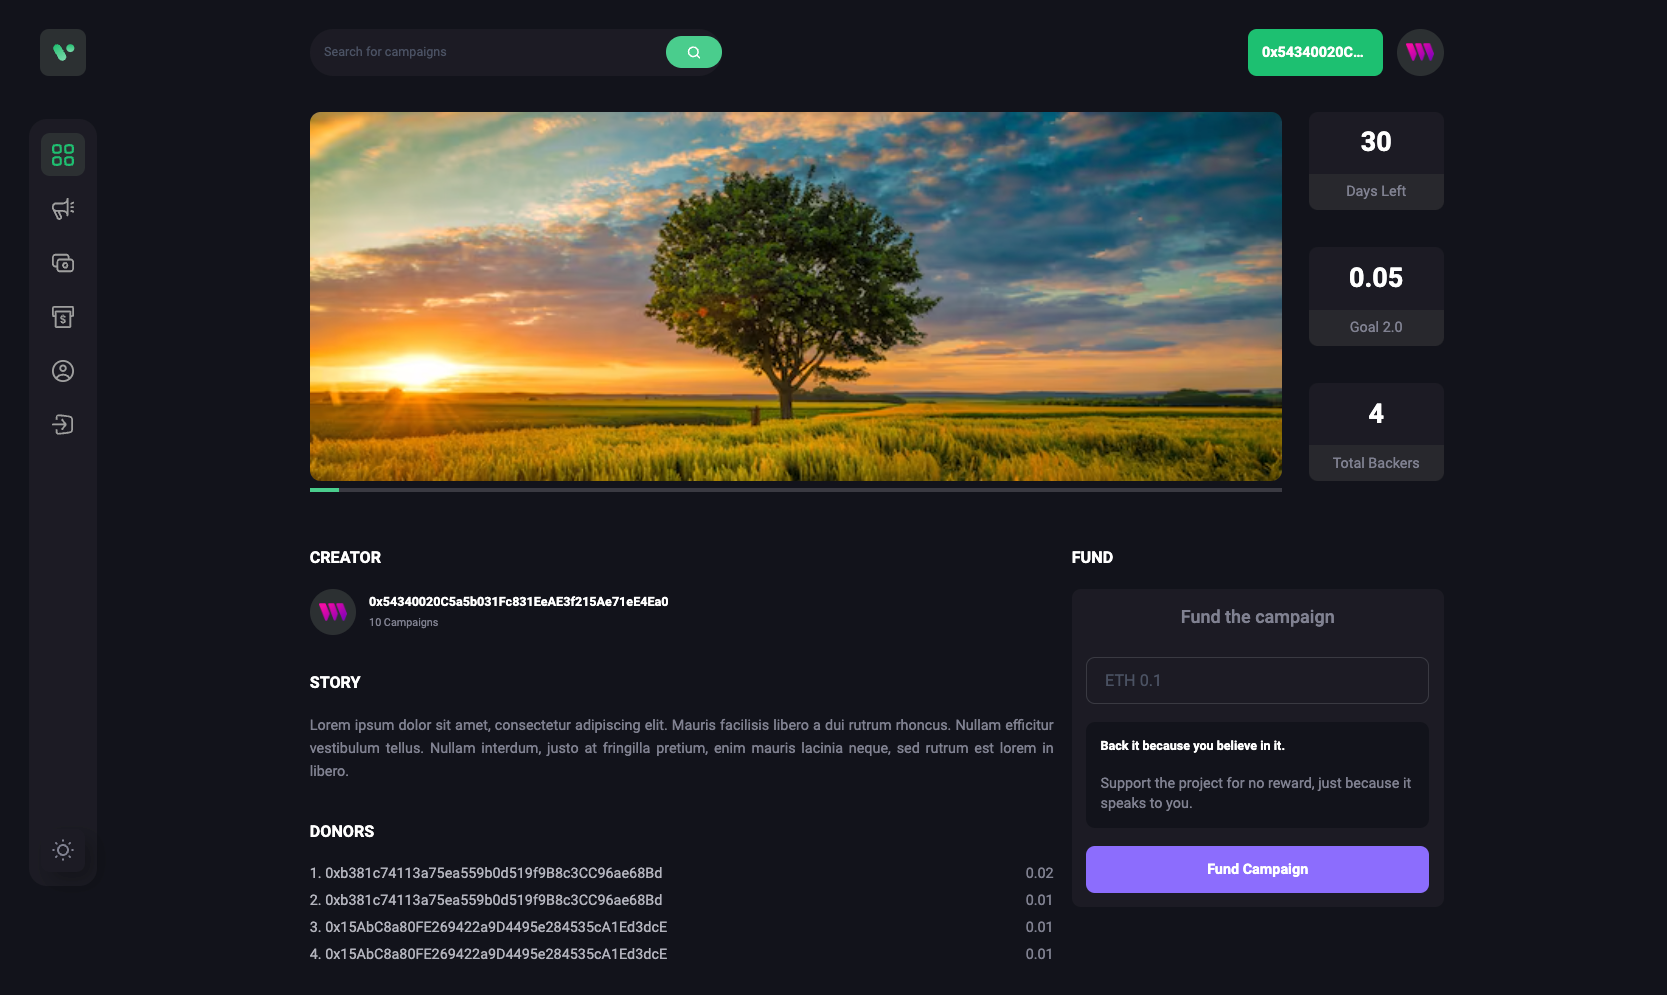 Search for campaigns
0x54340020C...
30
Days Left
0.05
Goal 2.0
4
Total Backers
CREATOR
0x54340020C5a5b031Fc831EeAE3f215Ae71eE4Ea0
10 Campaigns
STORY
Lorem ipsum dolor sit amet, consectetur adipiscing elit. Mauris facilisis libero a dui rutrum rhoncus. Nullam efficitur
vestibulum tellus. Nullam interdum, justo at fringilla pretium, enim mauris lacinia neque, sed rutrum est lorem in
libero.
DONORS
1. 0xb381c74113a75ea559b0d519f9B8c3CC96ae68Bd
0.02
2. 0xb381c74113a75ea559b0d519f9B8c3CC96ae68Bd
0.01
3. 0x15AbC8a80FE269422a9D4495e284535cA1Ed3dcE
0.01
4. 0x15AbC8a80FE269422a9D4495e284535cA1Ed3dcE
0.01
FUND
Fund the campaign
ETH 0.1
Back it because you believe in it.
Support the project for no reward, just because it
speaks to you.
Fund Campaign